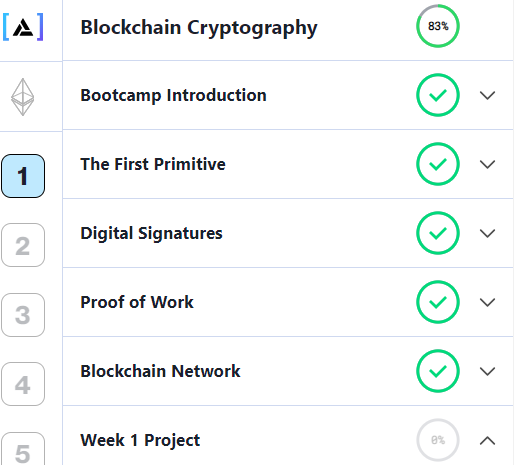 Blockchain Cryptography
83%
Bootcamp Introduction
1
The First Primitive
2
Digital Signatures
3
Proof of Work
4
Blockchain Network
5
Week 1 Project
0%